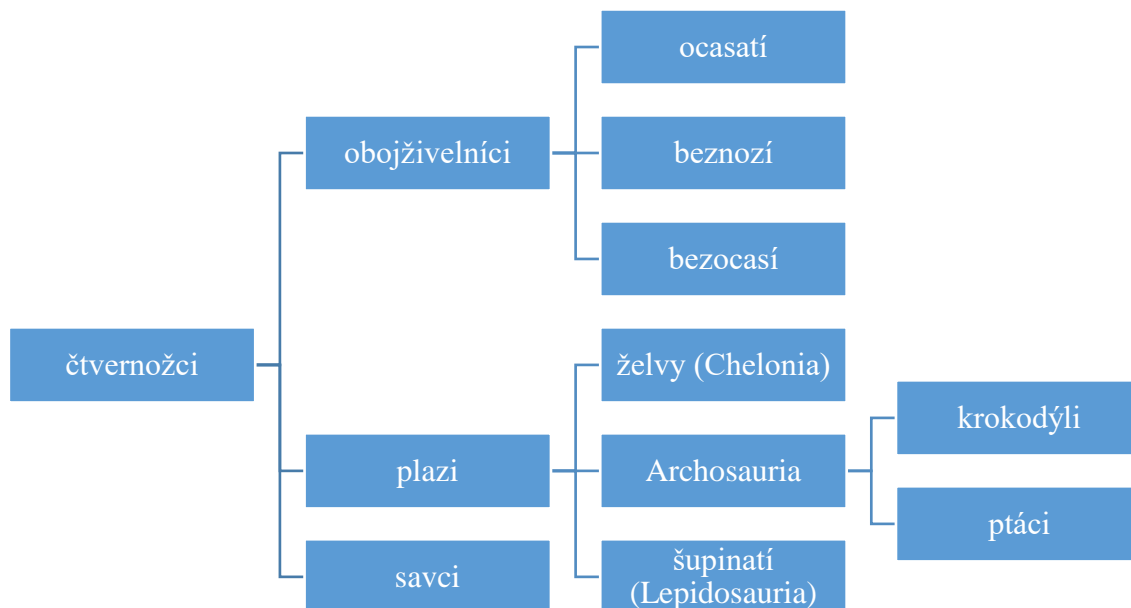 ocasatí
obojživelníci
beznozí
bezocasí
čtvernožci
želvy (Chelonia)
krokodýli
plazi
Archosauria
ptáci
savci
šupinatí
(Lepidosauria)